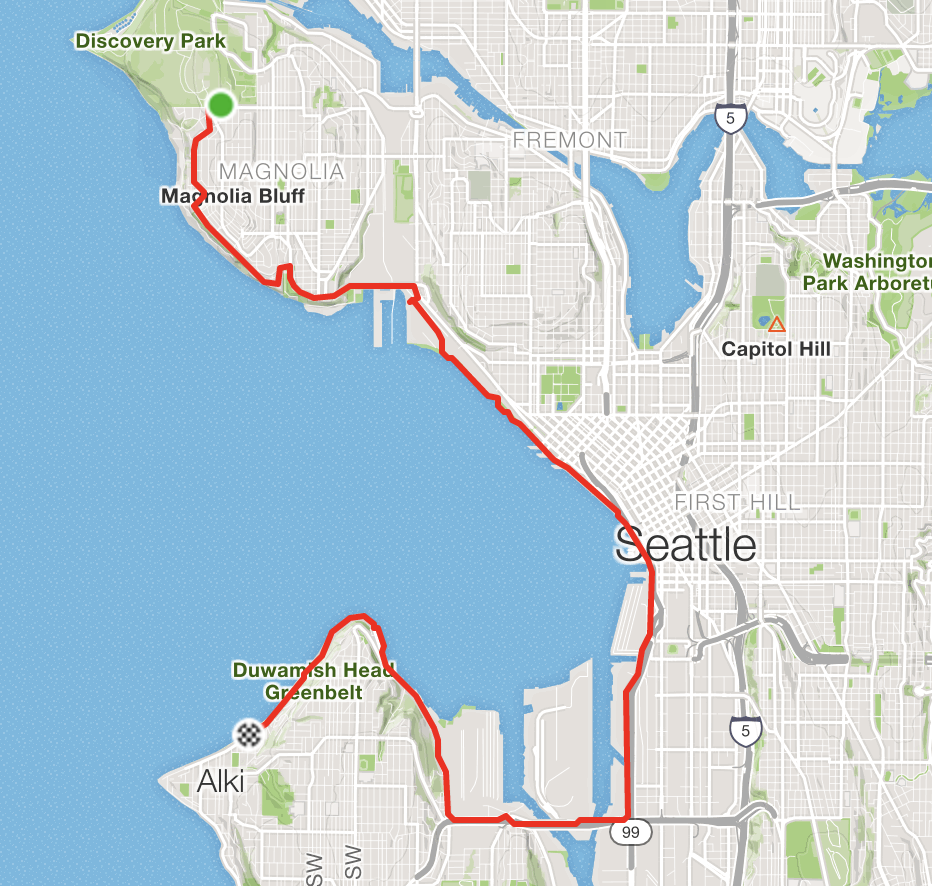 Discovery Park
5
FREMONT
MAGNOLIA
Magnolia Bluff
Washington
Park Arboretu
Capitol Hill
FIRST HILL
Seattle
Duwamish Head
Greenbelt
5
Alki
99
SW
SW